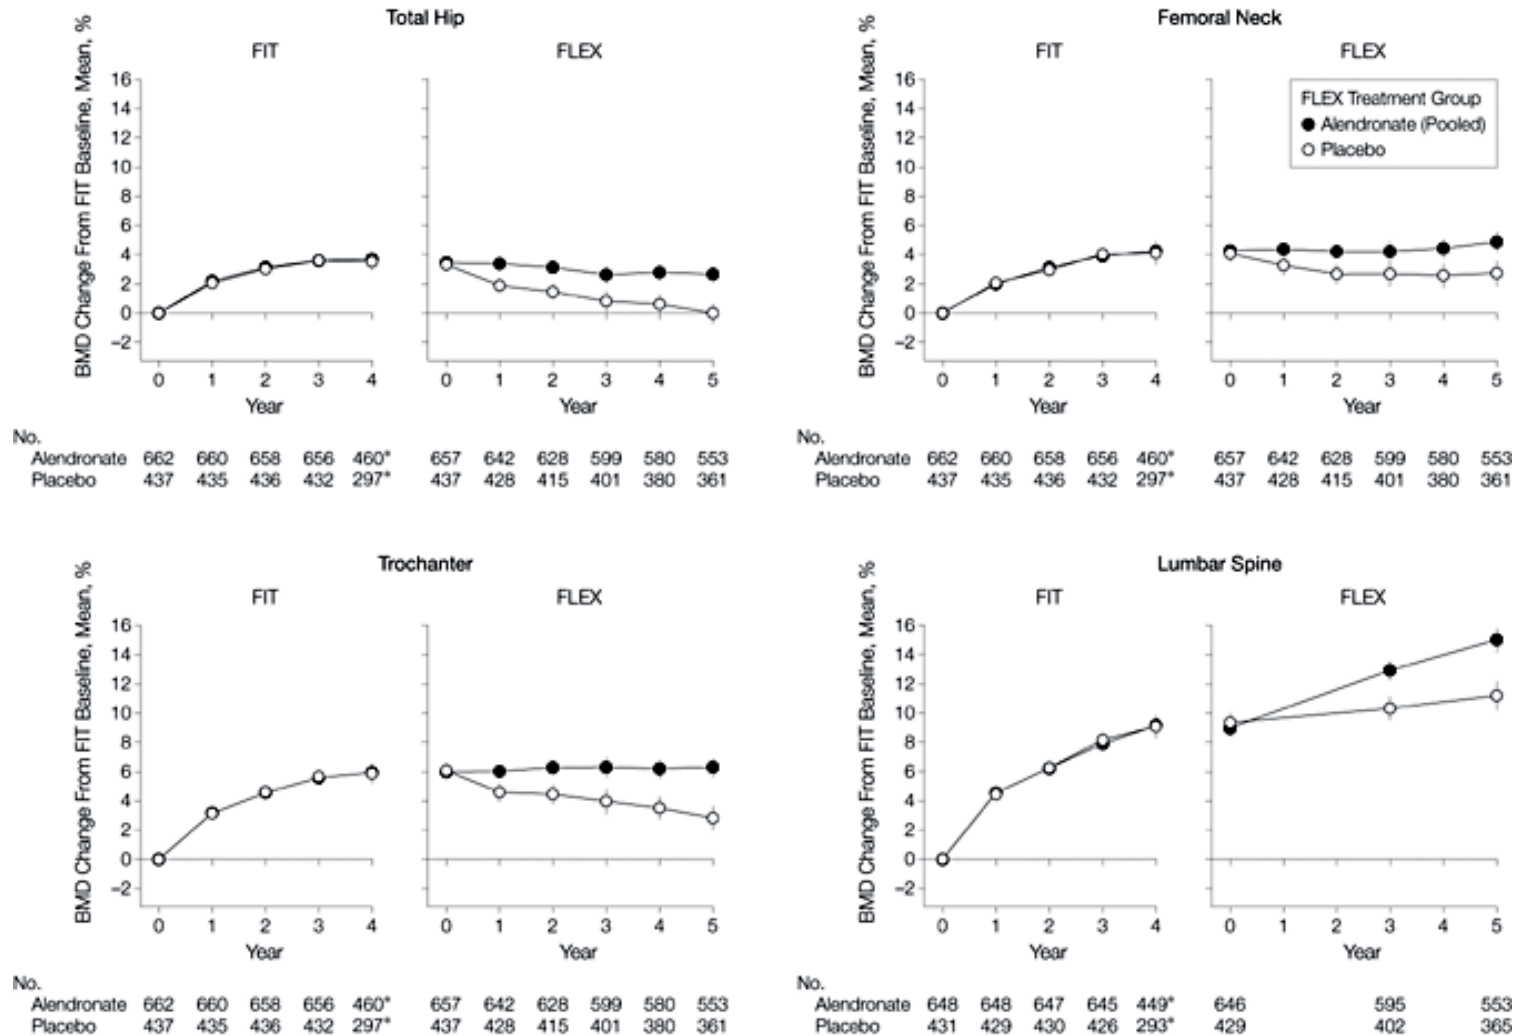 Total Hip
FIT
FLEX
BMD Change From FIT Baseline, Mean, %
16
14
12
10
8
6
4
2
0
−2
0 1 2 3 4
0 1 2 3 4 5
Year
Year
No.
Alendronate 662 660 658 656 460* 657 642 628 599 580 553
Placebo 437 435 436 432 297* 437 428 415 401 380 361
Femoral Neck
FIT
FLEX
BMD Change From FIT Baseline, Mean, %
16
14
12
10
8
6
4
2
0
−2
FLEX Treatment Group
Alendronate (Pooled)
Placebo
0 1 2 3 4
0 1 2 3 4 5
Year
Year
No.
Alendronate 662 660 658 656 460* 657 642 628 599 580 553
Placebo 437 435 436 432 297* 437 428 415 401 380 361
Trochanter
FIT
FLEX
BMD Change From FIT Baseline, Mean, %
16
14
12
10
8
6
4
2
0
−2
0 1 2 3 4
0 1 2 3 4 5
Year
Year
No.
Alendronate 662 660 658 656 460* 657 642 628 599 580 553
Placebo 437 435 436 432 297* 437 428 415 401 380 361
Lumbar Spine
FIT
FLEX
BMD Change From FIT Baseline, Mean, %
16
14
12
10
8
6
4
2
0
−2
0 1 2 3 4
0 1 2 3 4 5
Year
Year
No.
Alendronate 648 648 647 645 449* 646 595 553
Placebo 431 429 430 426 293* 429 402 365